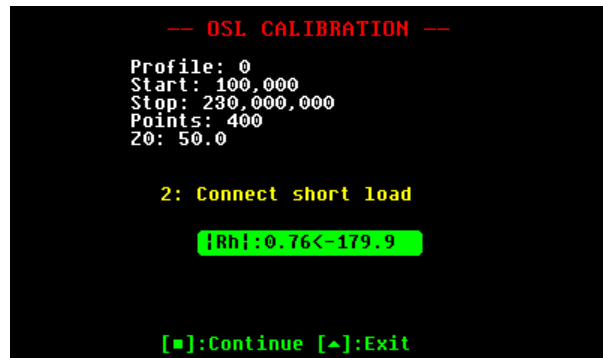 —— OSL CALIBRATION ——
Profile: 0
Start: 100,000
Stop: 230,000,000
Points: 400
Z0: 50.0
2: Connect short load
¦Rh¦:0.76<-179.9
[■]:Continue [▲]:Exit